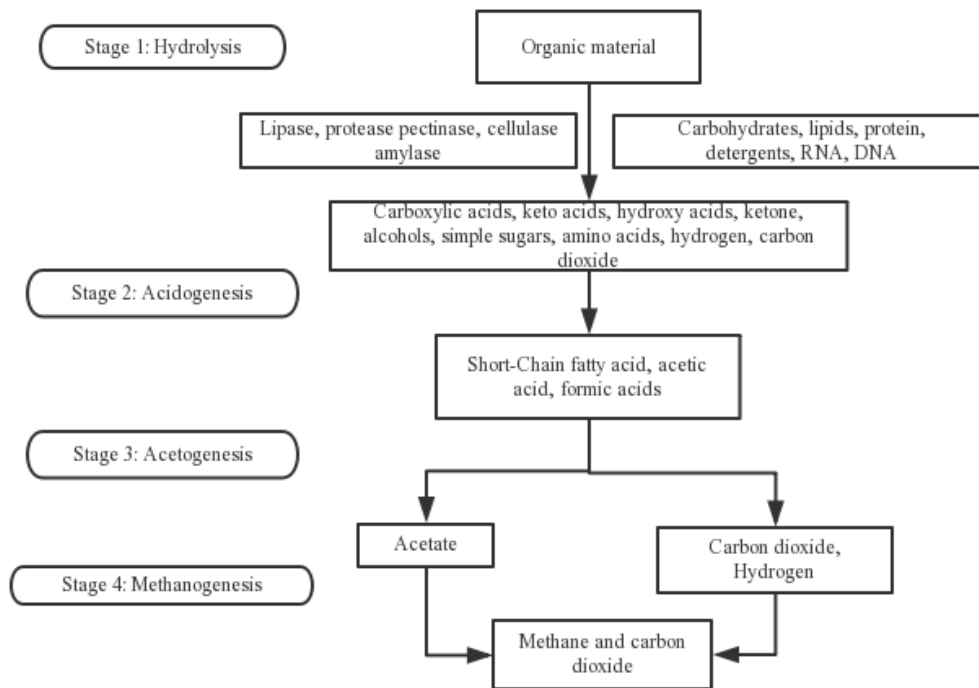 Stage 1: Hydrolysis
Organic material
Lipase, protease pectinase, cellulase
amylase
Carbohydrates, lipids, protein,
detergents, RNA, DNA
Carboxylic acids, keto acids, hydroxy acids, ketone,
alcohols, simple sugars, amino acids, hydrogen, carbon
dioxide
Stage 2: Acidogenesis
Short-Chain fatty acid, acetic
acid, formic acids
Stage 3: Acetogenesis
Acetate
Carbon dioxide,
Hydrogen
Stage 4: Methanogenesis
Methane and carbon
dioxide